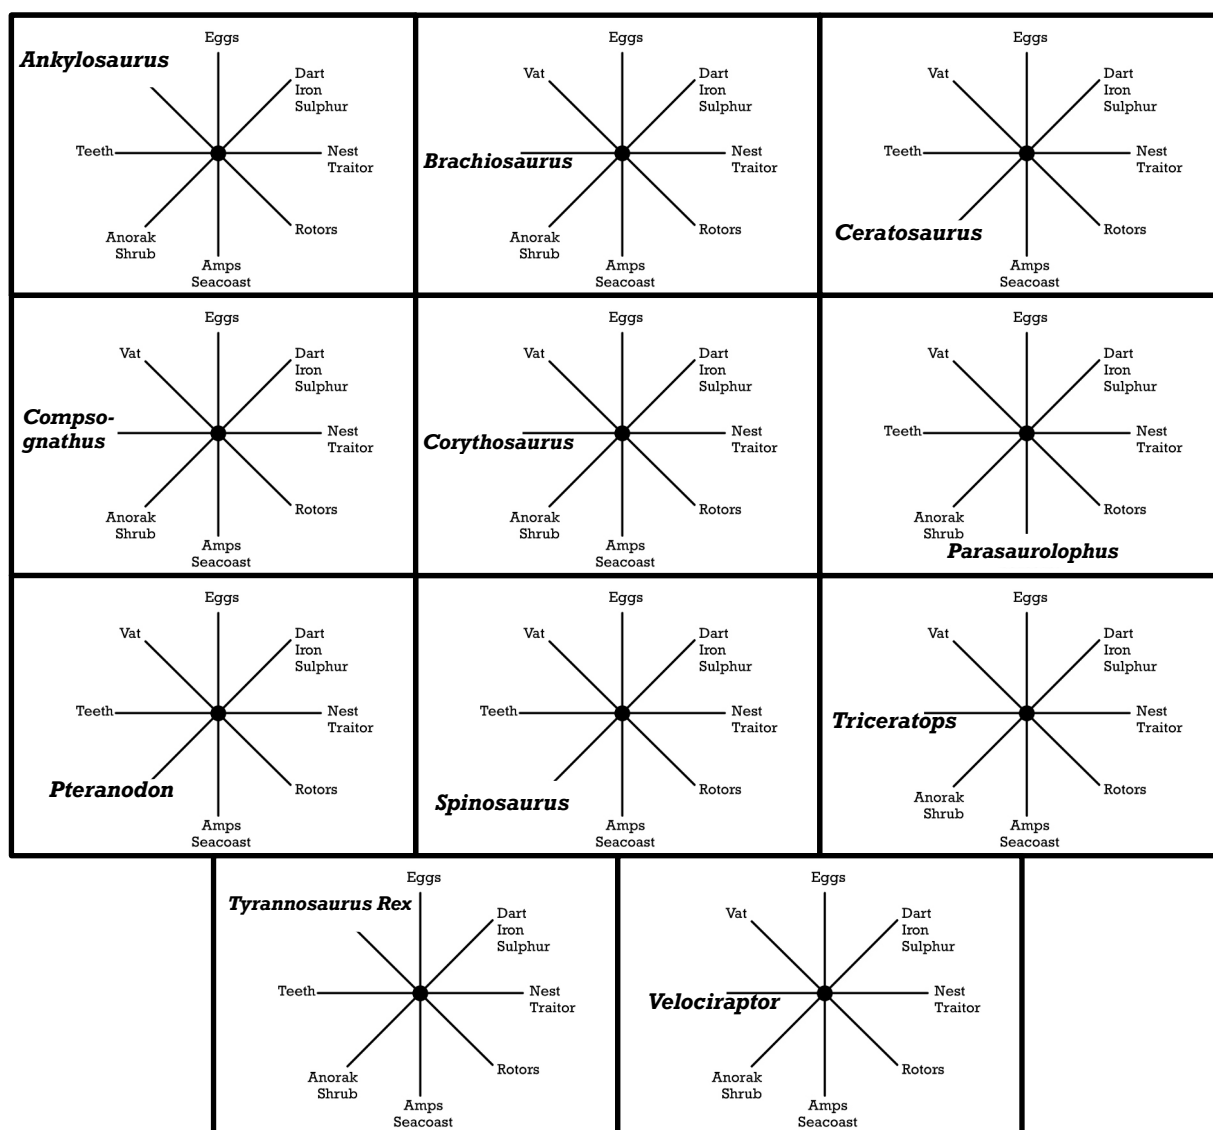 Eggs
Ankylosaurus
Dart
Iron
Sulphur
Teeth
Nest
Traitor
Anorak
Shrub
Rotors
Amps
Seacoast
Eggs
Vat
Dart
Iron
Sulphur
Brachiosaurus
Nest
Traitor
Anorak
Shrub
Rotors
Amps
Seacoast
Eggs
Vat
Dart
Iron
Sulphur
Teeth
Nest
Traitor
Ceratosaurus
Rotors
Amps
Seacoast
Eggs
Vat
Dart
Iron
Sulphur
Compso-
gnathus
Nest
Traitor
Anorak
Shrub
Rotors
Amps
Seacoast
Eggs
Vat
Dart
Iron
Sulphur
Corythosaurus
Nest
Traitor
Anorak
Shrub
Rotors
Amps
Seacoast
Eggs
Vat
Dart
Iron
Sulphur
Teeth
Nest
Traitor
Anorak
Shrub
Rotors
Parasaurolophus
Eggs
Vat
Dart
Iron
Sulphur
Teeth
Nest
Traitor
Pteranodon
Rotors
Amps
Seacoast
Eggs
Vat
Dart
Iron
Sulphur
Teeth
Nest
Traitor
Spinosaurus
Rotors
Amps
Seacoast
Eggs
Vat
Dart
Iron
Sulphur
Triceratops
Nest
Traitor
Anorak
Shrub
Rotors
Amps
Seacoast
Eggs
Tyrannosaurus Rex
Dart
Iron
Sulphur
Teeth
Nest
Traitor
Anorak
Shrub
Rotors
Amps
Seacoast
Eggs
Vat
Dart
Iron
Sulphur
Velociraptor
Nest
Traitor
Anorak
Shrub
Rotors
Amps
Seacoast